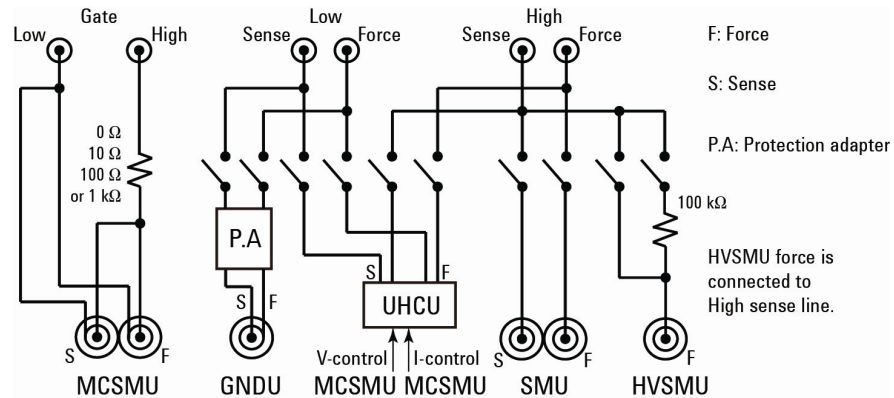 Gate
Low
High
Low
Sense
Force
High
Sense
Force
F: Force
S: Sense
P.A: Protection adapter
0 Ω
10 Ω
100 Ω
or 1 kΩ
100 kΩ
P.A
HVSMU force is
connected to
High sense line.
S
F
S
F
UHCU
S
F
V-control
I-control
S
F
F
MCSMU
GNDU
MCSMU
MCSMU
SMU
HVSMU